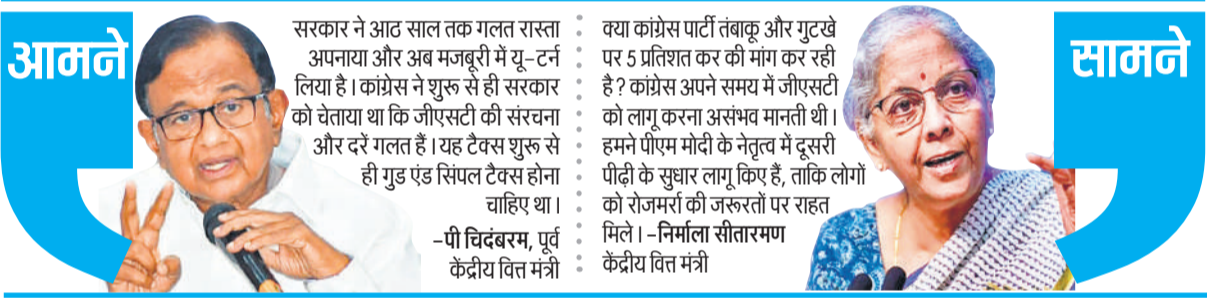 आमने
सरकार ने आठ साल तक गलत रास्ता
अपनाया और अब मजबूरी में यू-टर्न
लिया है। कांग्रेस ने शुरू से ही सरकार
को चेताया था कि जीएसटी की संरचना
और दरें गलत हैं। यह टैक्स शुरू से
ही गुड एंड सिंपल टैक्स होना
चाहिए था।
-पी चिदंबरम, पूर्व
केंद्रीय वित्त मंत्री
क्या कांग्रेस पार्टी तंबाकू और गुटखे
पर 5 प्रतिशत कर की मांग कर रही
है? कांग्रेस अपने समय में जीएसटी
को लागू करना असंभव मानती थी।
हमने पीएम मोदी के नेतृत्व में दूसरी
पीढ़ी के सुधार लागू किए हैं, ताकि लोगों
को रोजमर्रा की जरूरतों पर राहत
मिले। -निर्मला सीतारमण
केंद्रीय वित्त मंत्री
सामने